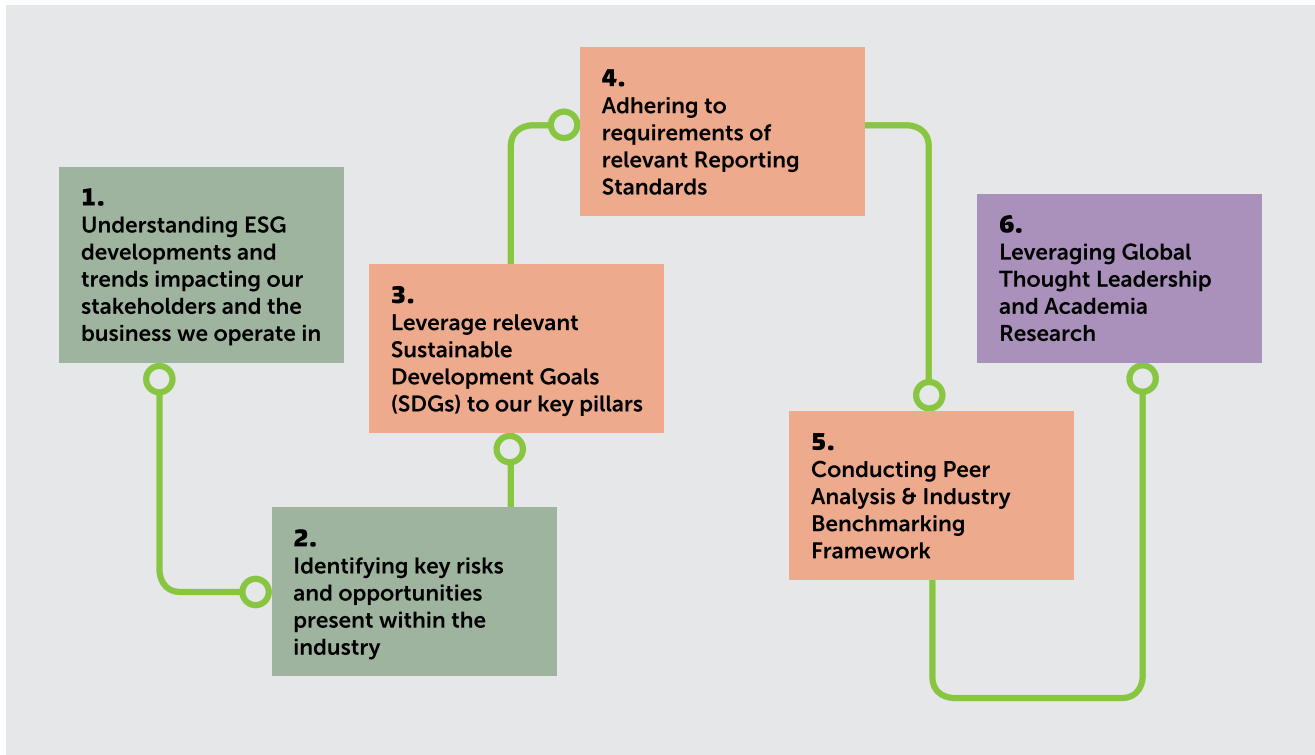 1.
Understanding ESG
developments and
trends impacting our
stakeholders and the
business we operate in
2.
Identifying key risks
and opportunities
present within the
industry
3.
Leverage relevant
Sustainable
Development Goals
(SDGs) to our key pillars
4.
Adhering to
requirements of
relevant Reporting
Standards
5.
Conducting Peer
Analysis & Industry
Benchmarking
Framework
6.
Leveraging Global
Thought Leadership
and Academia
Research